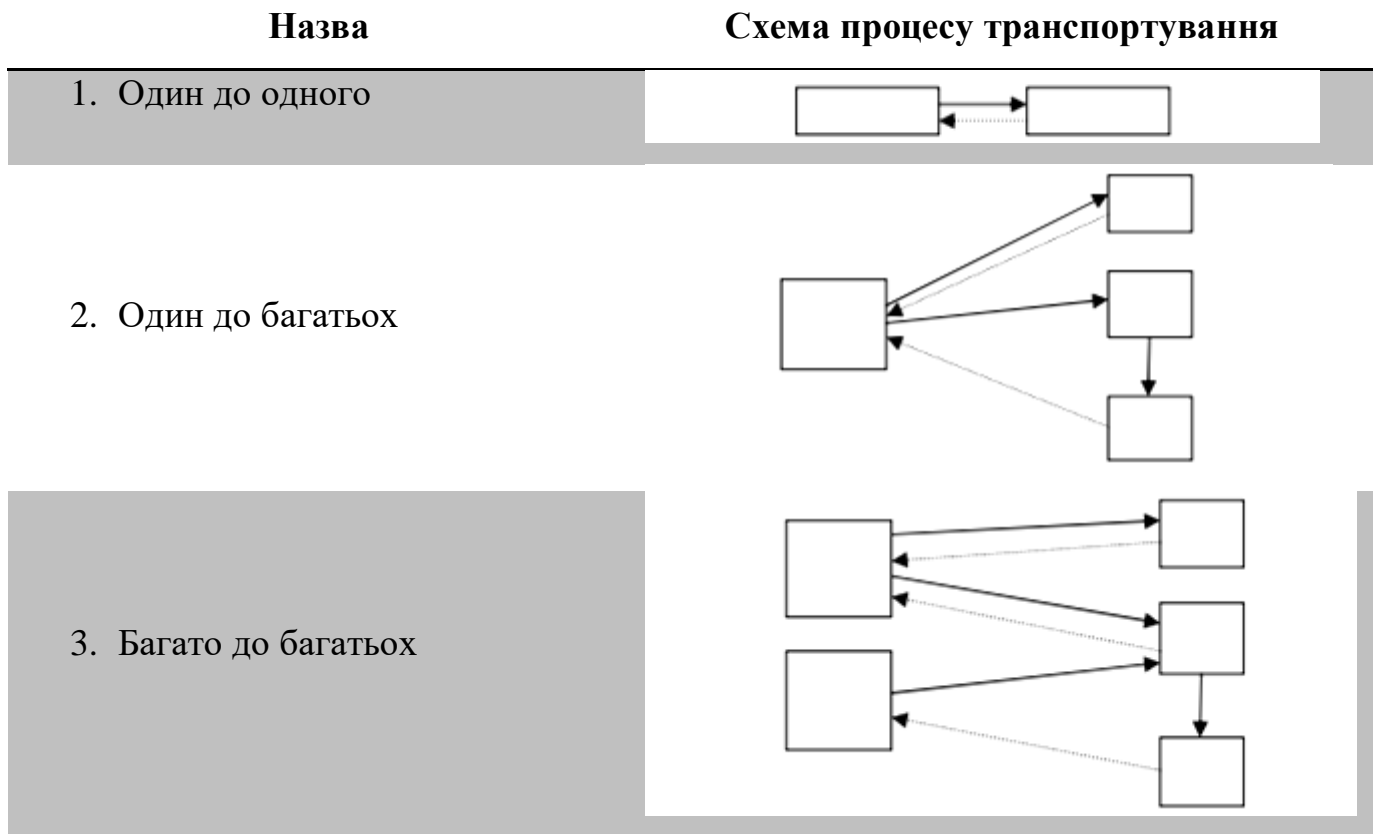 Назва Схема процесу транспортування
1. Один до одного
2. Один до багатьох
3. Багато до багатьох